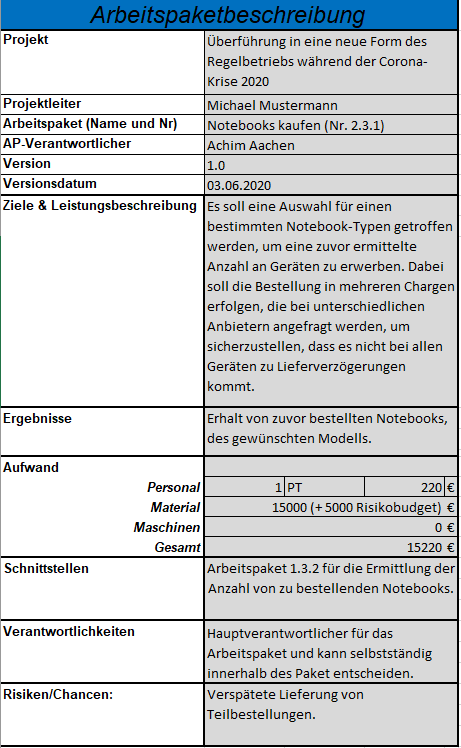 Arbeitspaketbeschreibung
Projekt
Überführung in eine neue Form des
Regelbetriebs während der Corona-
Krise 2020
Projektleiter
Michael Mustermann
Arbeitspaket (Name und Nr)
Notebooks kaufen (Nr. 2.3.1)
AP-Verantwortlicher
Achim Aachen
Version
1.0
Versionsdatum
03.06.2020
Ziele & Leistungsbeschreibung
Es soll eine Auswahl für einen
bestimmten Notebook-Typen getroffen
werden, um eine zuvor ermittelte
Anzahl an Geräten zu erwerben. Dabei
soll die Bestellung in mehreren Chargen
erfolgen, die bei unterschiedlichen
Anbietern angefragt werden, um
sicherzustellen, dass es nicht bei allen
Geräten zu Lieferverzögerungen
kommt.
Ergebnisse
Erhalt von zuvor bestellten Notebooks,
des gewünschten Modells.
Aufwand
Personal 1 PT 220 €
Material 15000 (+ 5000 Risikobudget) €
Maschinen 0 €
Gesamt 15220 €
Schnittstellen
Arbeitspaket 1.3.2 für die Ermittlung der
Anzahl von zu bestellenden Notebooks.
Verantwortlichkeiten
Hauptverantwortlicher für das
Arbeitspaket und kann selbstständig
innerhalb des Paket entscheiden.
Risiken/Chancen:
Verspätete Lieferung von
Teilbestellungen.